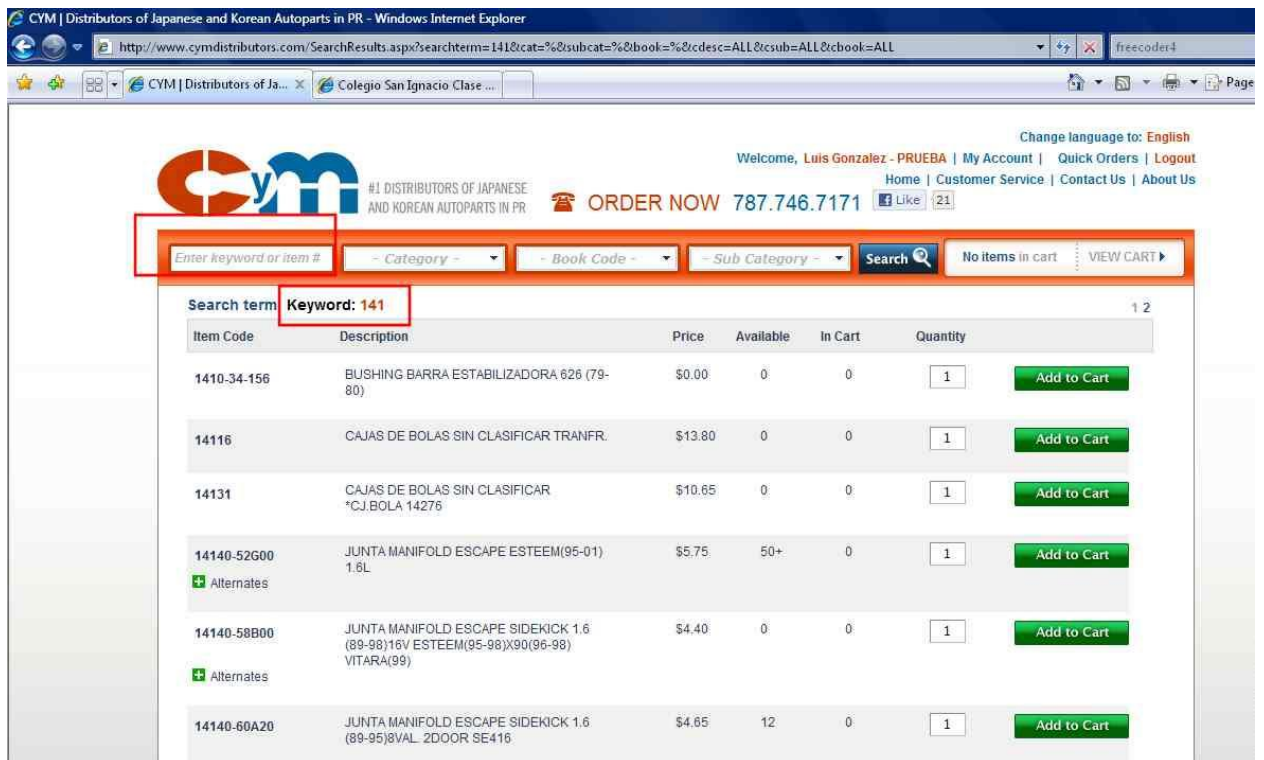 CYM | Distributors of Japanese and Korean Autoparts in PR - Windows Internet Explorer
http://www.cymdistributors.com/SearchResults.aspx?searchterm=141&cat=%&subcat=%&book=%&cdesc=ALL&csub=ALL&cbook=ALL
freecoder4
CYM | Distributors of Ja... X
Colegio San Ignacio Clase ...
Page
Change language to: English
Welcome, Luis Gonzalez - PRUEBA | My Account | Quick Orders | Logout
Home | Customer Service | Contact Us | About Us
CYM
#1 DISTRIBUTORS OF JAPANESE
AND KOREAN AUTOPARTS IN PR
ORDER NOW 787.746.7171
Like 21
Enter keyword or item #
- Category -
- Book Code -
- Sub Category -
Search
No items in cart
VIEW CART
Search term Keyword: 141
1 2
Item Code Description Price Available In Cart Quantity
1410-34-156 BUSHING BARRA ESTABILIZADORA 626 (79- $0.00 0 0 1 Add to Cart
80)
14116 CAJAS DE BOLAS SIN CLASIFICAR TRANFR. $13.80 0 0 1 Add to Cart
14131 CAJAS DE BOLAS SIN CLASIFICAR $10.65 0 0 1 Add to Cart
*CJ.BOLA 14276
14140-52G00 JUNTA MANIFOLD ESCAPE ESTEEM(95-01) $5.75 50+ 0 1 Add to Cart
1.6L
Alternates
14140-58B00 JUNTA MANIFOLD ESCAPE SIDEKICK 1.6 $4.40 0 0 1 Add to Cart
(89-98)16V ESTEEM(95-98)X90(96-98)
VITARA(99)
Alternates
14140-60A20 JUNTA MANIFOLD ESCAPE SIDEKICK 1.6 $4.65 12 0 1 Add to Cart
(89-95)8VAL. 2DOOR SE416